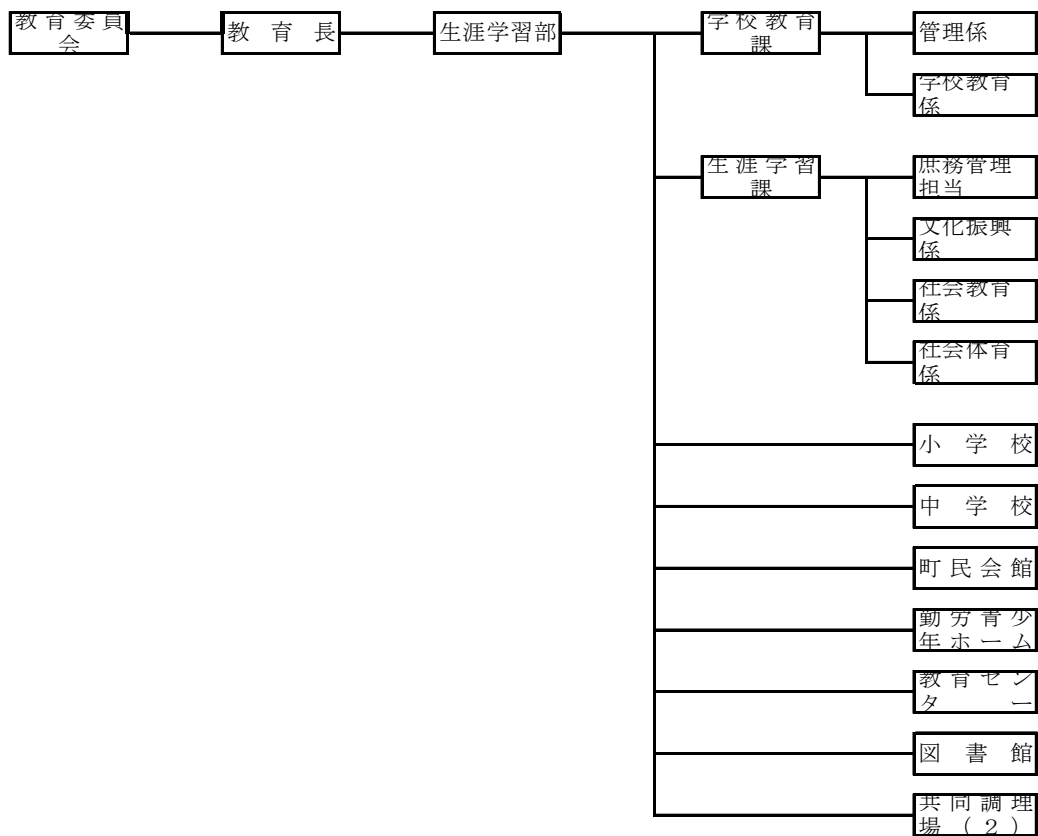 教育委員
会
教育長
生涯学習部
学校教育
課
管理係
学校教育
係
生涯学習
課
庶務管理
担当
文化振興
係
社会教育
係
社会体育
係
小学校
中学校
町民会館
勤労青少
年ホーム
教育セン
ター
図書館
共同調理
場(2)